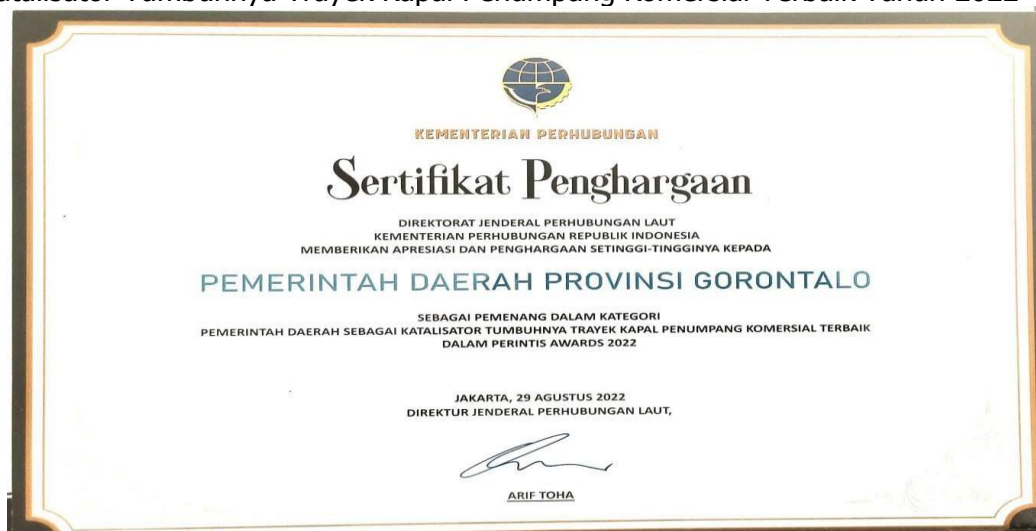 Katalisator Tumbuhnya Trayek Kapal Penumpang Komersial Terbaik Tahun 2022
KEMENTERIAN PERHUBUNGAN
Sertifikat Penghargaan
DIREKTORAT JENDERAL PERHUBUNGAN LAUT
KEMENTERIAN PERHUBUNGAN REPUBLIK INDONESIA
MEMBERIKAN APRESIASI DAN PENGHARGAAN SETINGGI-TINGGINYA KEPADA
PEMERINTAH DAERAH PROVINSI GORONTALO
SEBAGAI PEMENANG DALAM KATEGORI
PEMERINTAH DAERAH SEBAGAI KATALISATOR TUMBUHNYA TRAYEK KAPAL PENUMPANG KOMERSIAL TERBAIK
DALAM PERINTIS AWARDS 2022
JAKARTA, 29 AGUSTUS 2022
DIREKTUR JENDERAL PERHUBUNGAN LAUT,
ARIF TOHA